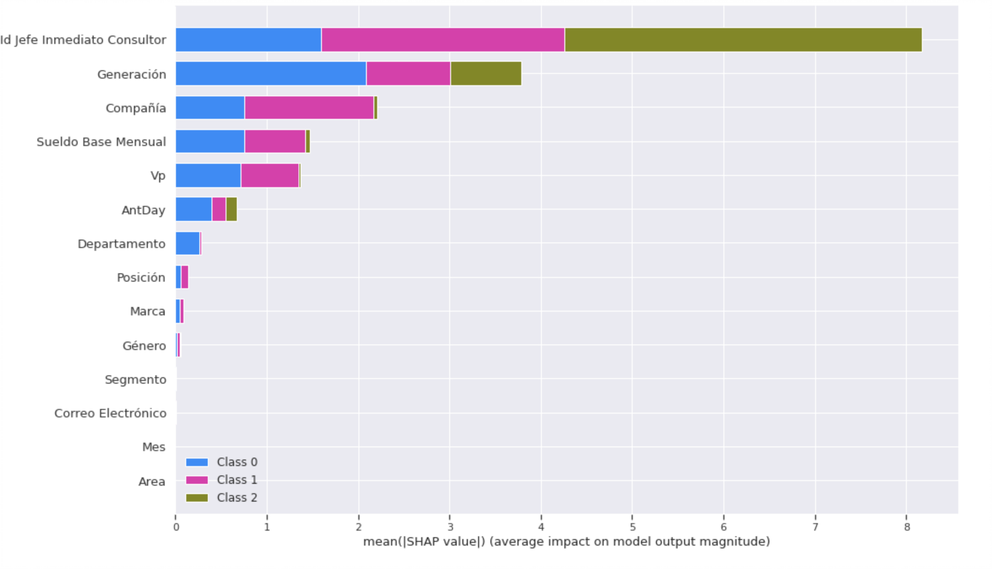 Id Jefe Inmediato Consultor
Generación
Compañía
Sueldo Base Mensual
Vp
AntDay
Departamento
Posición
Marca
Género
Segmento
Correo Electrónico
Mes
Area
Class 0
Class 1
Class 2
0 1 2 3 4 5 6 7 8
mean(|SHAP value|) (average impact on model output magnitude)